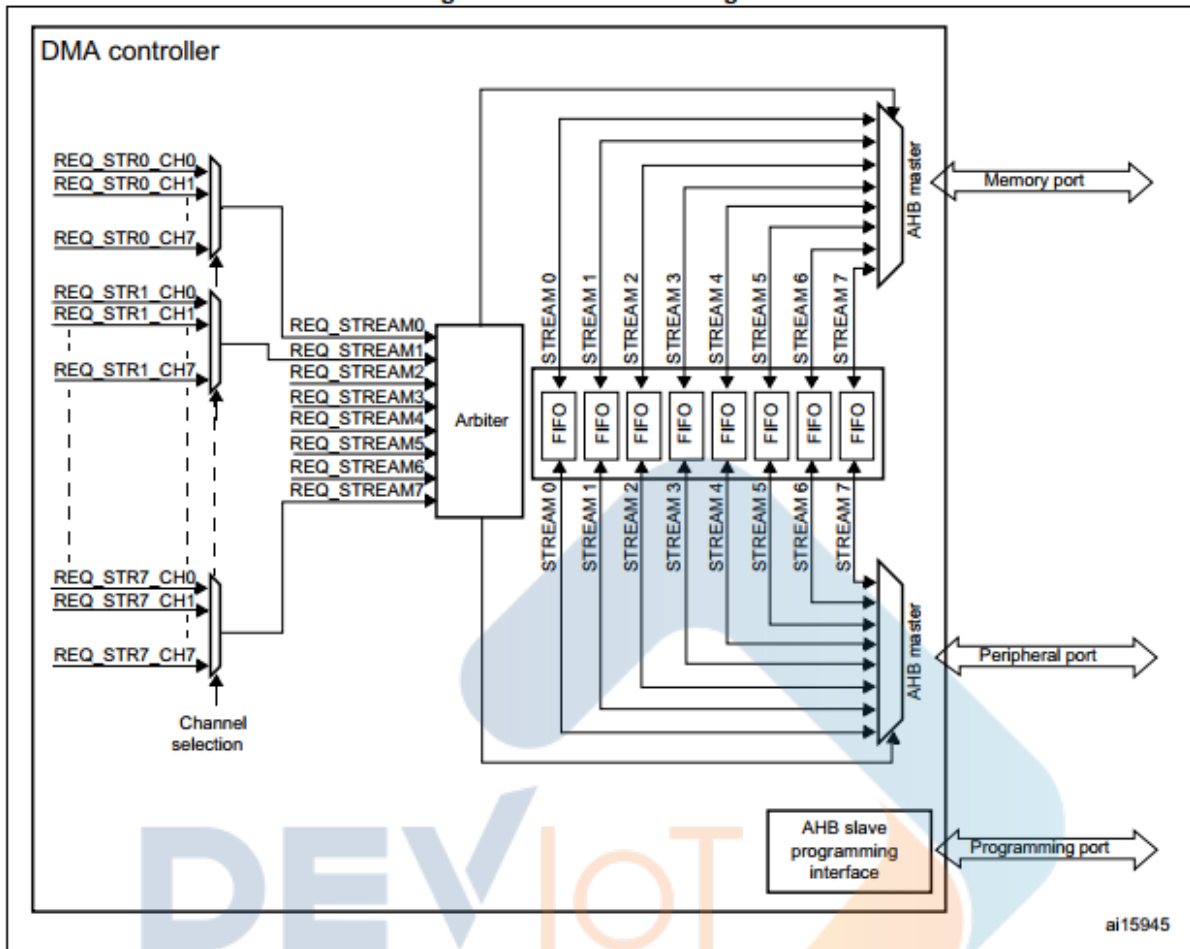 DMA controller
REQ_STR0_CH0
REQ_STR0_CH1
REQ_STR0_CH7
REQ_STR1_CH0
REQ_STR1_CH1
REQ_STR1_CH7
REQ_STR7_CH0
REQ_STR7_CH1
REQ_STR7_CH7
Channel
selection
REQ_STREAM0
REQ_STREAM1
REQ_STREAM2
REQ_STREAM3
REQ_STREAM4
REQ_STREAM5
REQ_STREAM6
REQ_STREAM7
Arbiter
STREAM 0
STREAM 1
STREAM 2
STREAM 3
STREAM 4
STREAM 5
STREAM 6
STREAM 7
FIFO
FIFO
FIFO
FIFO
FIFO
FIFO
FIFO
FIFO
STREAM 0
STREAM 1
STREAM 2
STREAM 3
STREAM 4
STREAM 5
STREAM 6
STREAM 7
AHB master
Memory port
AHB master
Peripheral port
AHB slave
programming
interface
Programming port
DEVIoT
ai15945